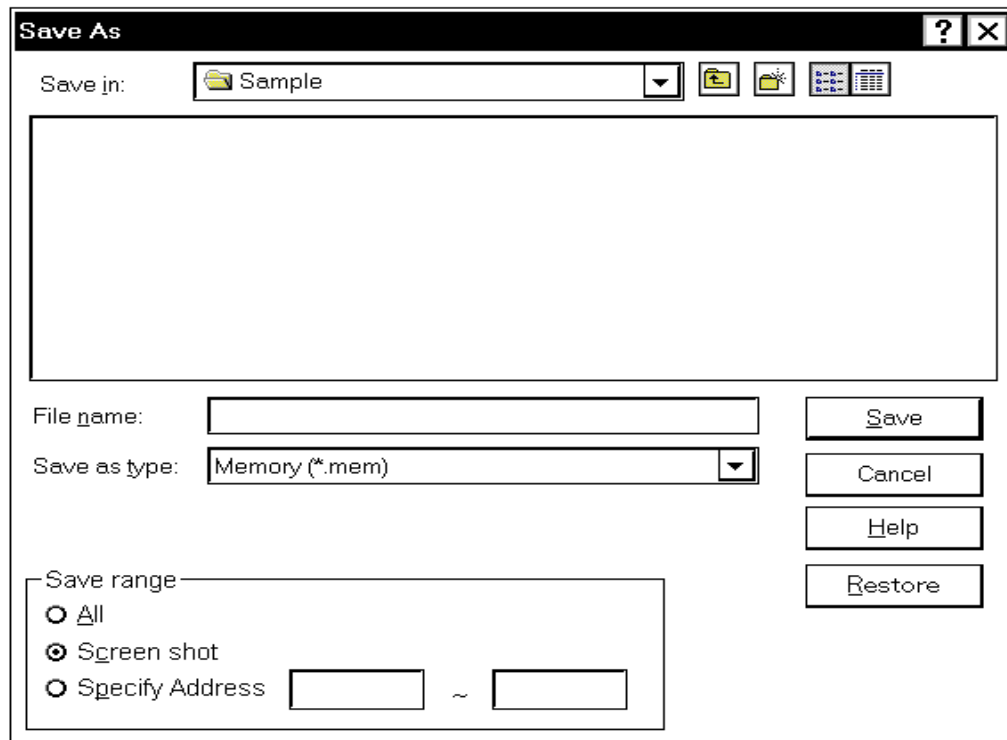 Save As ?
Save in: Sample
File name:
Save
Save as type: Memory (*.mem)
Cancel
Help
Save range
Restore
All
Screen shot
Specify Address ~